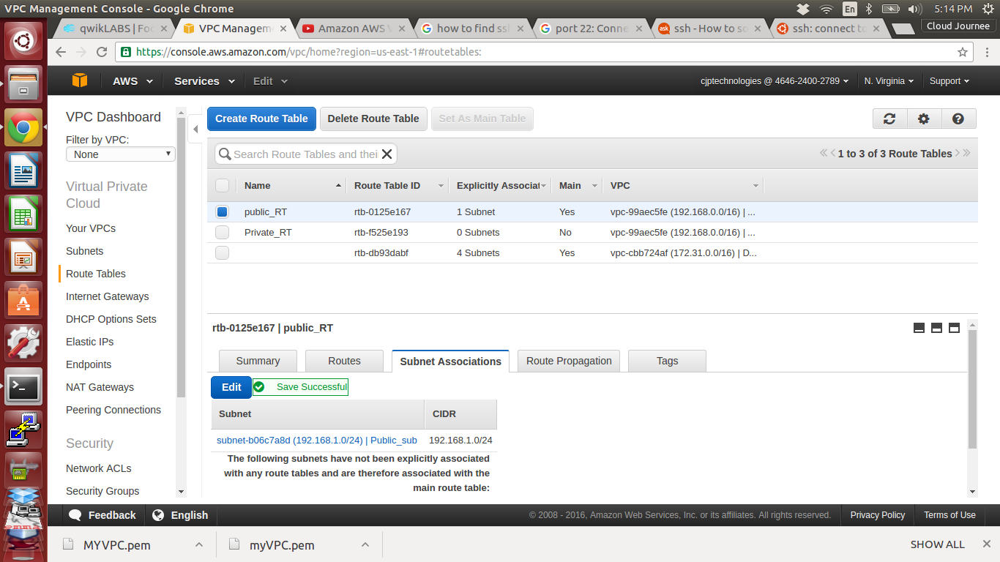 VPC Management Console - Google Chrome
En
5:14 PM
qwikLABS | Foc
VPC Managem
Amazon AWS V
how to find ssh
port 22: Conne
ssh - How to so
ssh: connect to
Cloud Journee
https://console.aws.amazon.com/vpc/home?region=us-east-1#routetables:
AWS
Services
Edit
cjptechnologies @ 4646-2400-2789
N. Virginia
Support
VPC Dashboard
Filter by VPC:
None
Virtual Private
Cloud
Your VPCs
Subnets
Route Tables
Internet Gateways
DHCP Options Sets
Elastic IPs
Endpoints
NAT Gateways
Peering Connections
Security
Network ACLs
Security Groups
Create Route Table
Delete Route Table
Set As Main Table
Search Route Tables and thei
1 to 3 of 3 Route Tables
Name Route Table ID Explicitly Associat Main VPC
public_RT rtb-0125e167 1 Subnet Yes vpc-99aec5fe (192.168.0.0/16) | ...
Private_RT rtb-f525e193 0 Subnets No vpc-99aec5fe (192.168.0.0/16) | ...
rtb-db93dabf 4 Subnets Yes vpc-cbb724af (172.31.0.0/16) | D...
rtb-0125e167 | public_RT
Summary
Routes
Subnet Associations
Route Propagation
Tags
Edit
Save Successful
Subnet CIDR
subnet-b06c7a8d (192.168.1.0/24) | Public_sub 192.168.1.0/24
The following subnets have not been explicitly associated
with any route tables and are therefore associated with the
main route table:
Feedback
English
© 2008 - 2016, Amazon Web Services, Inc. or its affiliates. All rights reserved.
Privacy Policy
Terms of Use
MYVPC.pem
myVPC.pem
SHOW ALL